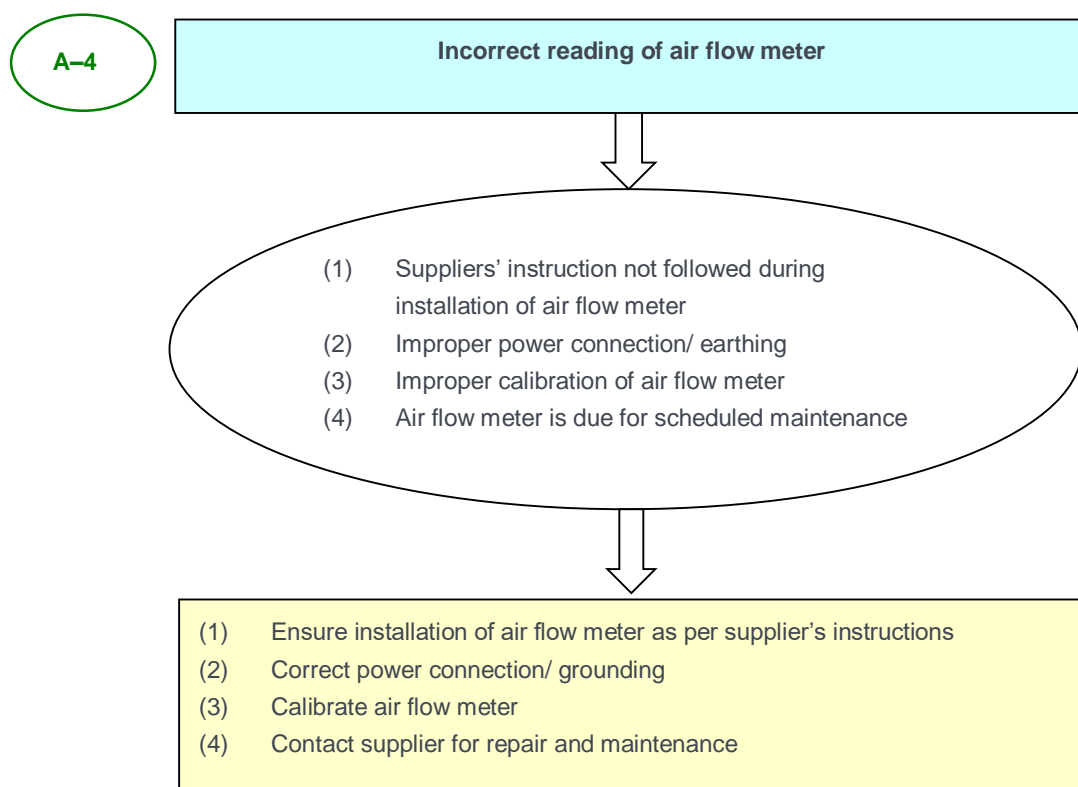 A–4
Incorrect reading of air flow meter
(1) Suppliers’ instruction not followed during
installation of air flow meter
(2) Improper power connection/ earthing
(3) Improper calibration of air flow meter
(4) Air flow meter is due for scheduled maintenance
(1) Ensure installation of air flow meter as per supplier’s instructions
(2) Correct power connection/ grounding
(3) Calibrate air flow meter
(4) Contact supplier for repair and maintenance